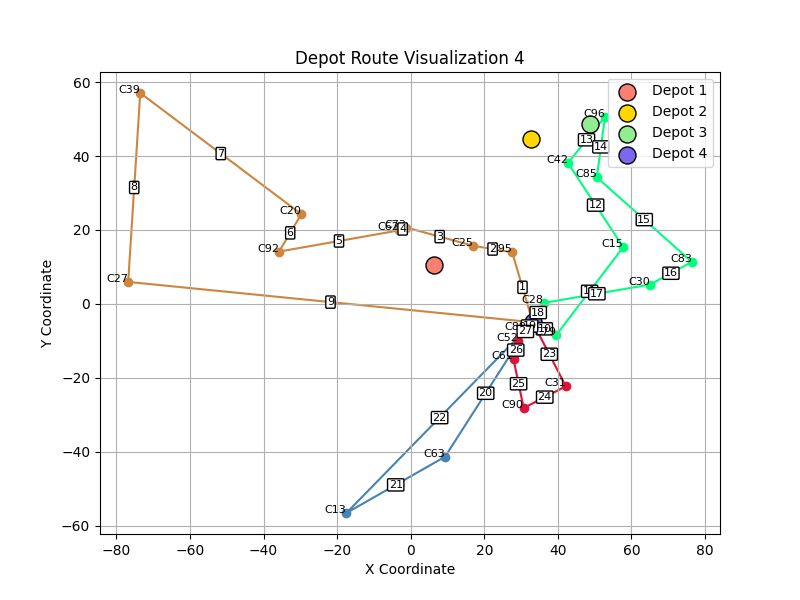 Depot Route Visualization 4
Depot 1
Depot 2
Depot 3
Depot 4
Y Coordinate
X Coordinate
60
40
20
0
−20
−40
−60
−80
−60
−40
−20
0
20
40
60
80
C39
C96
C42
C85
C20
C92
C25
C15
C83
C27
C30
C28
C52
C31
C90
C63
C13
1
3
4
5
6
7
8
9
12
13
14
15
16
17
18
20
21
22
23
24
25
26
27